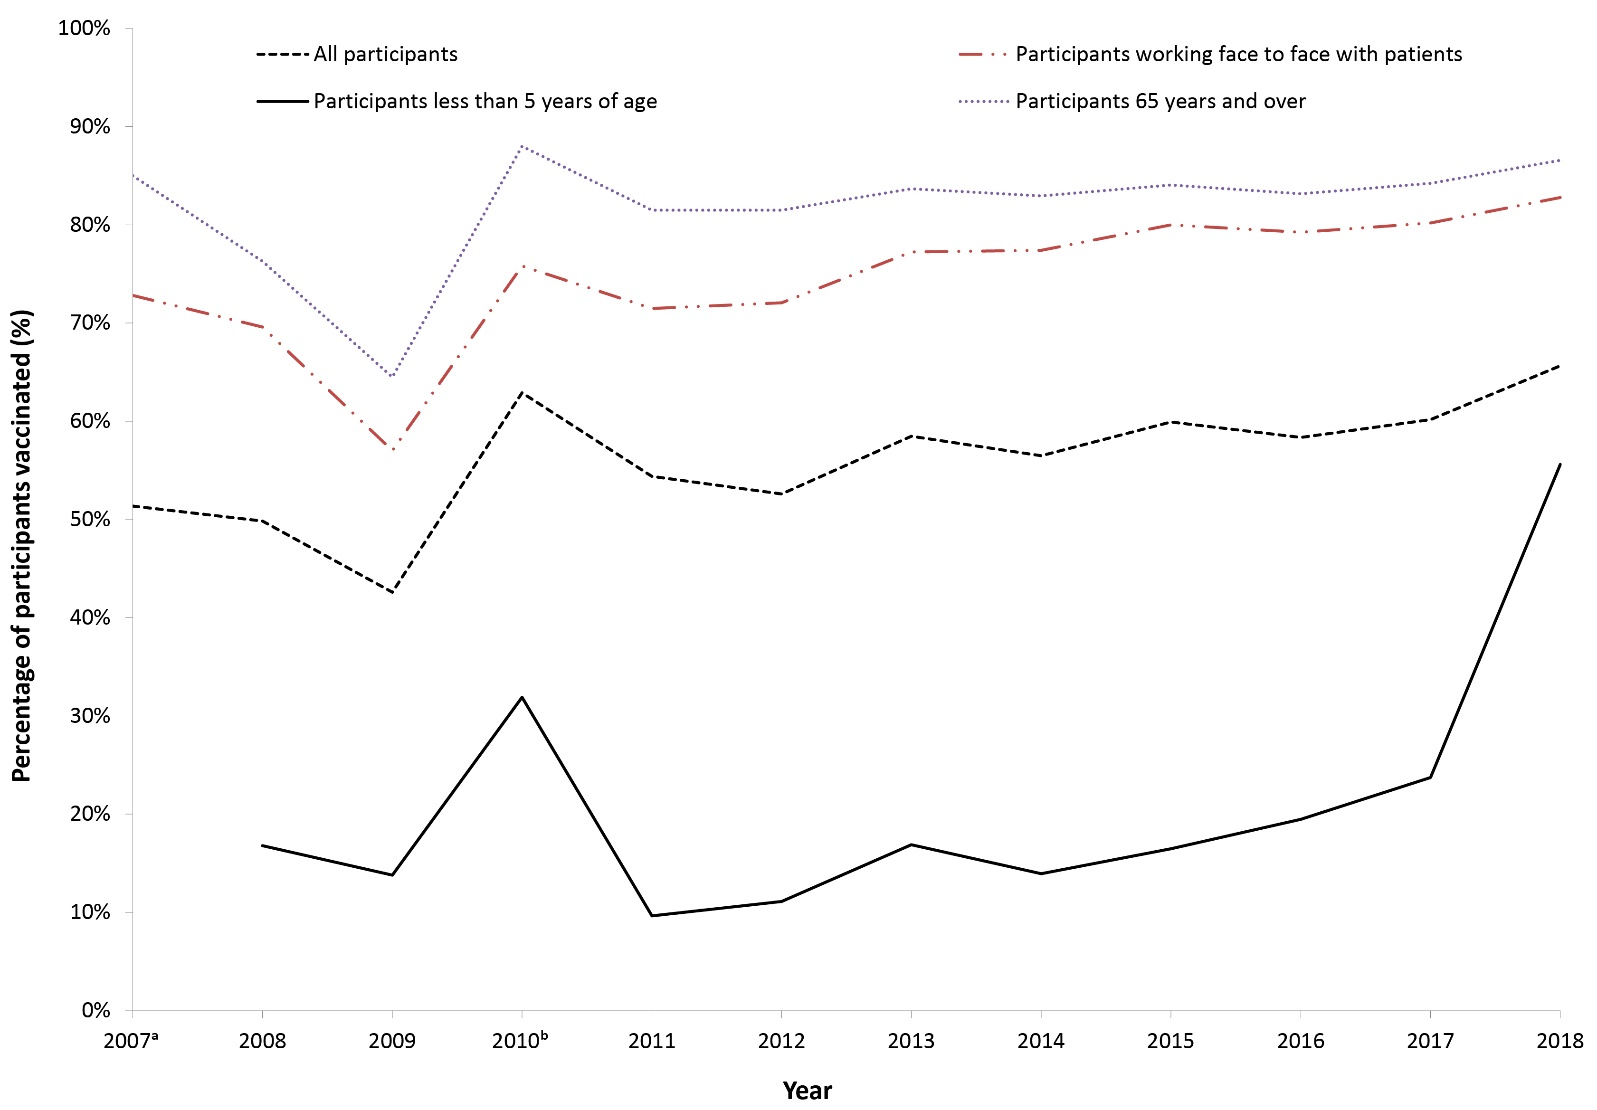 100%
All participants
Participants working face to face with patients
Participants less than 5 years of age
Participants 65 years and over
90%
80%
70%
60%
50%
40%
30%
20%
10%
0%
Percentage of participants vaccinated (%)
2007ᵃ 2008 2009 2010ᵇ 2011 2012 2013 2014 2015 2016 2017 2018
Year